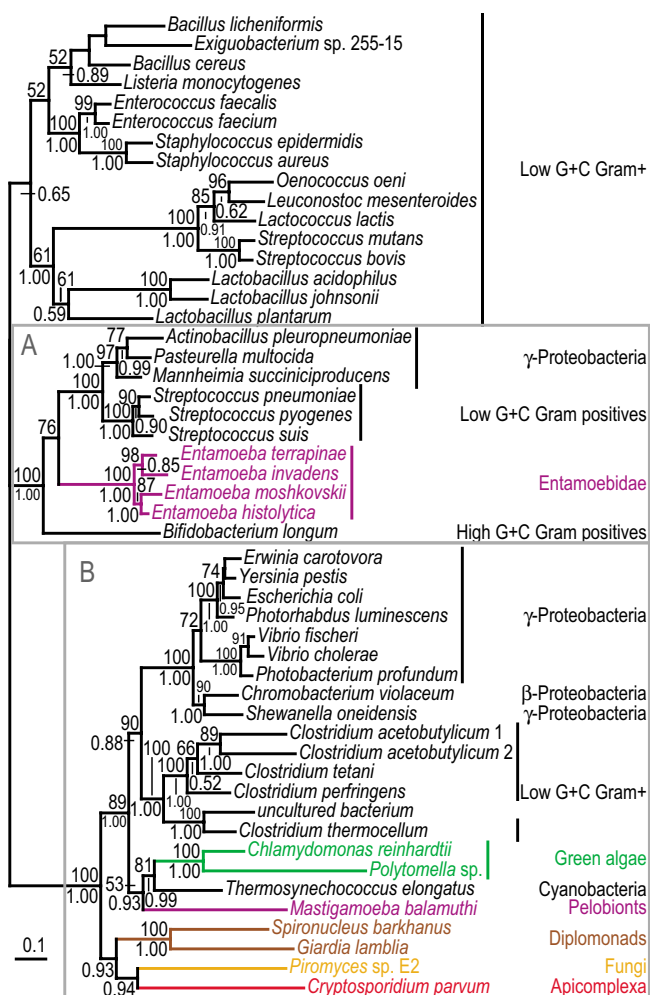 Bacillus licheniformis
52
Exiguobacterium sp. 255-15
Bacillus cereus
0.89
Listeria monocytogenes
52
99
Enterococcus faecalis
100
1.00
Enterococcus faecium
100
Staphylococcus epidermidis
1.00
1.00
Staphylococcus aureus
Low G+C Gram+
96
Oenococcus oeni
0.65
85
Leuconostoc mesenteroides
0.62
100
Lactococcus lactis
0.91
1.00
100
Streptococcus mutans
61
1.00
Streptococcus bovis
1.00
61
100
Lactobacillus acidophilus
1.00
Lactobacillus johnsonii
0.59
Lactobacillus plantarum
A
77
Actinobacillus pleuropneumoniae
97
1.00
Pasteurella multocida
γ-Proteobacteria
0.99
Mannheimia succiniciproducens
100
1.00
90
Streptococcus pneumoniae
100
Streptococcus pyogenes
Low G+C Gram positives
0.90
1.00
Streptococcus suis
76
98
Entamoeba terrapinae
0.85
100
Entamoeba invadens
Entamoebidae
87
Entamoeba moshkovskii
1.00
Entamoeba histolytica
100
1.00
Bifidobacterium longum
High G+C Gram positives
B
Erwinia carotovora
74
Yersinia pestis
100
Escherichia coli
0.95
Photorhabdus luminescens
γ-Proteobacteria
1.00
72
91
Vibrio fischeri
100
Vibrio cholerae
1.00
Photobacterium profundum
100
1.00
90
Chromobacterium violaceum
β-Proteobacteria
1.00
Shewanella oneidensis
γ-Proteobacteria
90
0.88
89
Clostridium acetobutylicum 1
66
100
1.00
Clostridium acetobutylicum 2
100
Clostridium tetani
0.52
1.00
Clostridium perfringens
Low G+C Gram+
1.00
100
uncultured bacterium
1.00
Clostridium thermocellum
89
1.00
100
Chlamydomonas reinhardtii
Green algae
81
1.00
Polytomella sp.
53
Thermosynechococcus elongatus
Cyanobacteria
0.99
0.93
Mastigamoeba balamuthi
Pelobionts
100
1.00
100
Spironucleus barkhanus
Diplomonads
1.00
Giardia lamblia
0.1
0.93
Piromyces sp. E2
Fungi
0.94
Cryptosporidium parvum
Apicomplexa